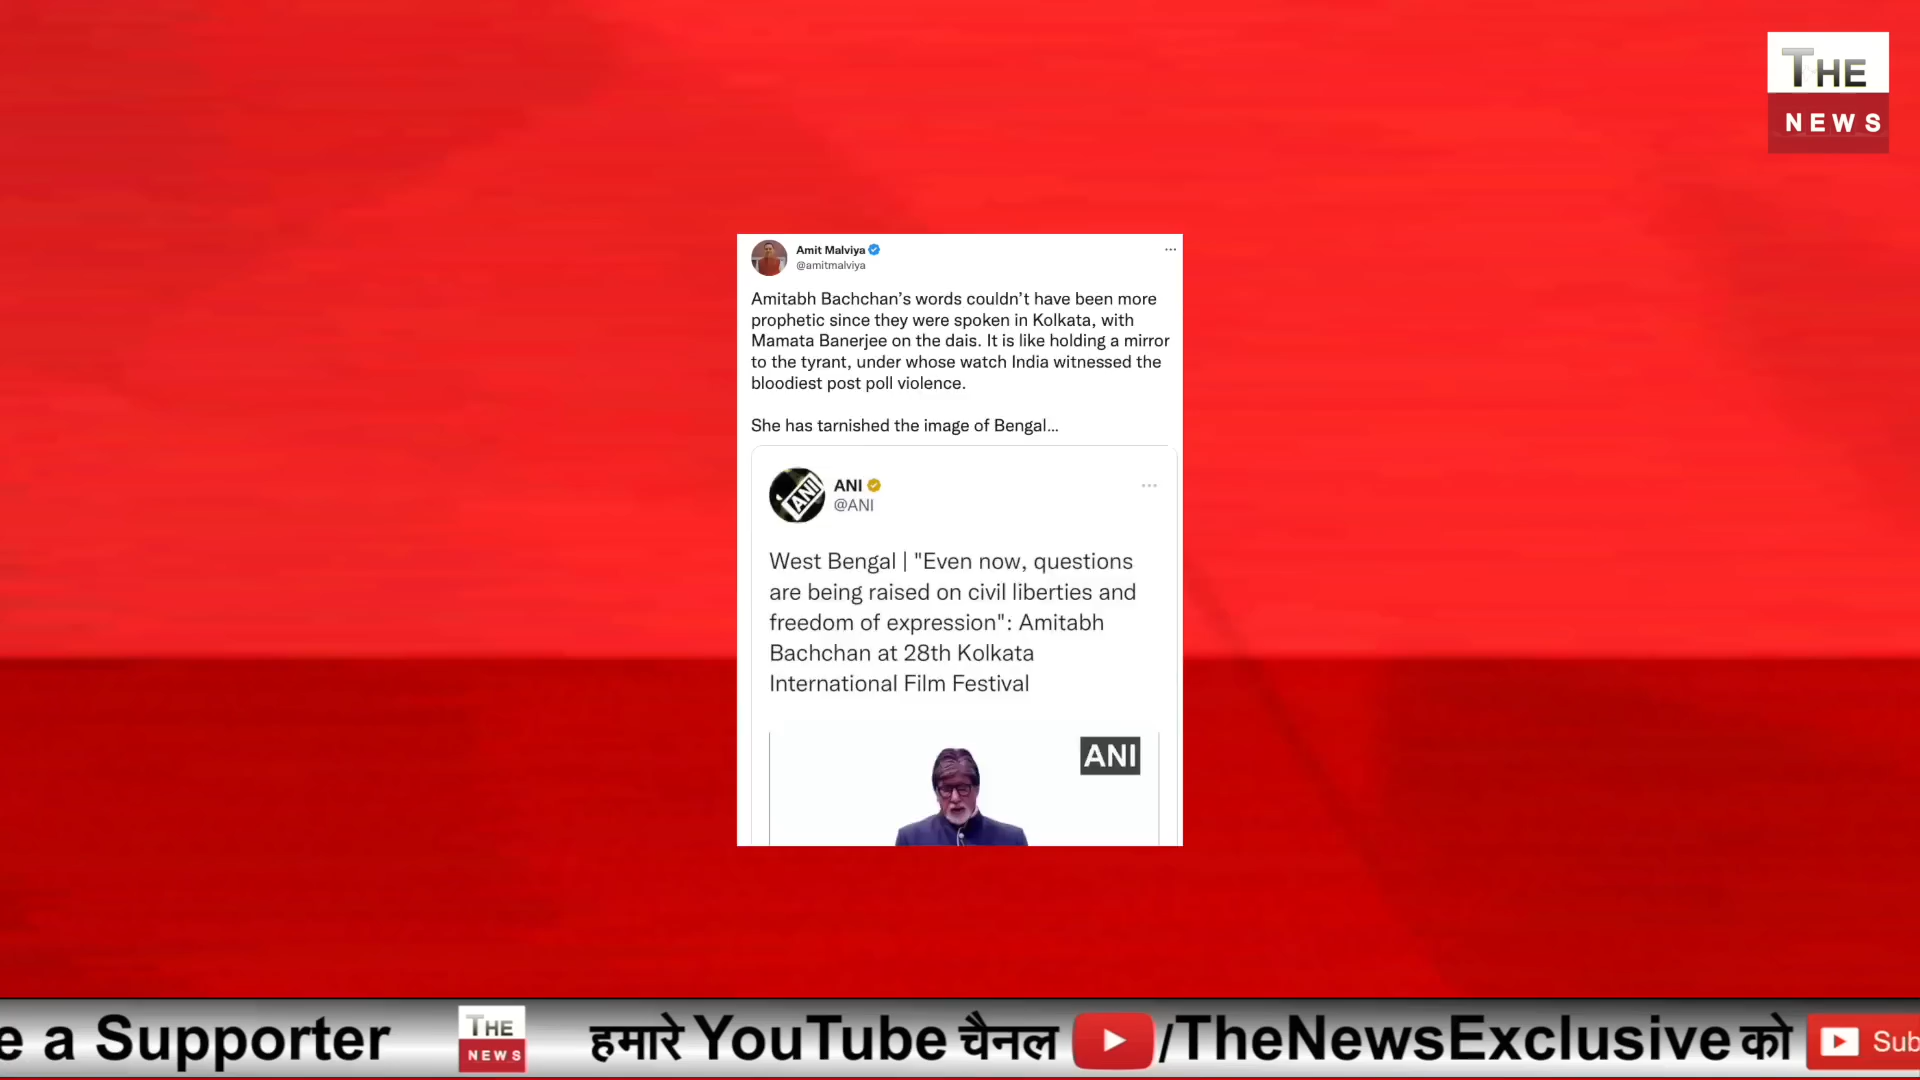 THE
NEWS
Amit Malviya
@amitmalviya
Amitabh Bachchan’s words couldn’t have been more
prophetic since they were spoken in Kolkata, with
Mamata Banerjee on the dais. It is like holding a mirror
to the tyrant, under whose watch India witnessed the
bloodiest post poll violence.
She has tarnished the image of Bengal...
ANI
ANI
@ANI
West Bengal | "Even now, questions
are being raised on civil liberties and
freedom of expression": Amitabh
Bachchan at 28th Kolkata
International Film Festival
ANI
e a Supporter THE NEWS हमारे YouTube चैनल /TheNewsExclusive को Sub